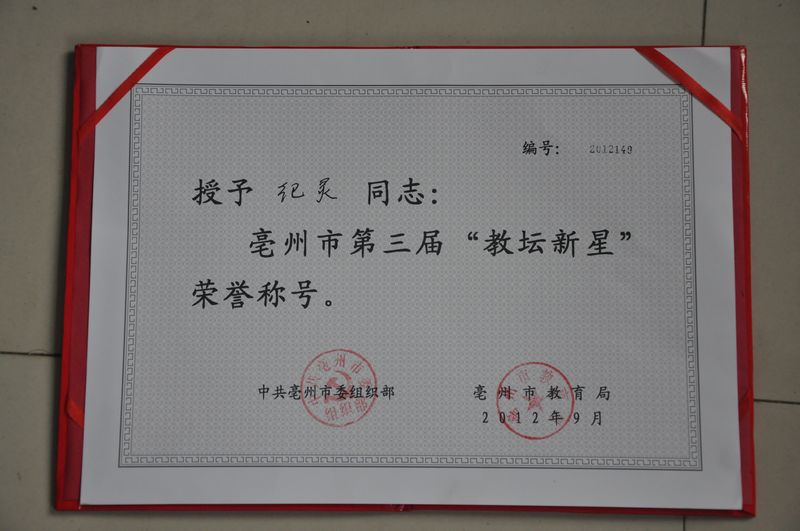 编号： 2012149
授予 纪灵 同志：
亳州市第三届“教坛新星”
荣誉称号。
中共亳州市委组织部 亳州市教育局
2012年9月